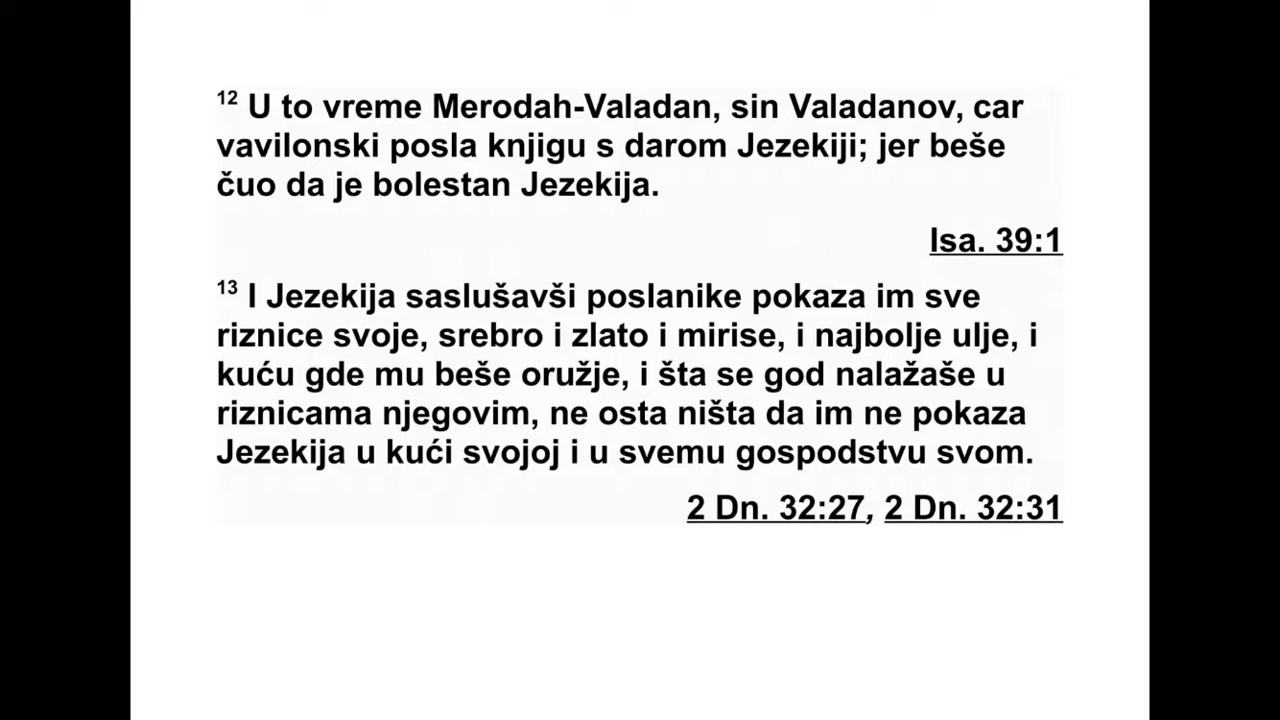 12 U to vreme Merodah-Valadan, sin Valadanov, car
vavilonski posla knjigu s darom Jezekiji; jer beše
čuo da je bolestan Jezekija.
Isa. 39:1
13 I Jezekija saslušavši poslanike pokaza im sve
riznice svoje, srebro i zlato i mirise, i najbolje ulje, i
kuću gde mu beše oružje, i šta se god nalažaše u
riznicama njegovim, ne osta ništa da im ne pokaza
Jezekija u kući svojoj i u svemu gospodstvu svom.
2 Dn. 32:27, 2 Dn. 32:31